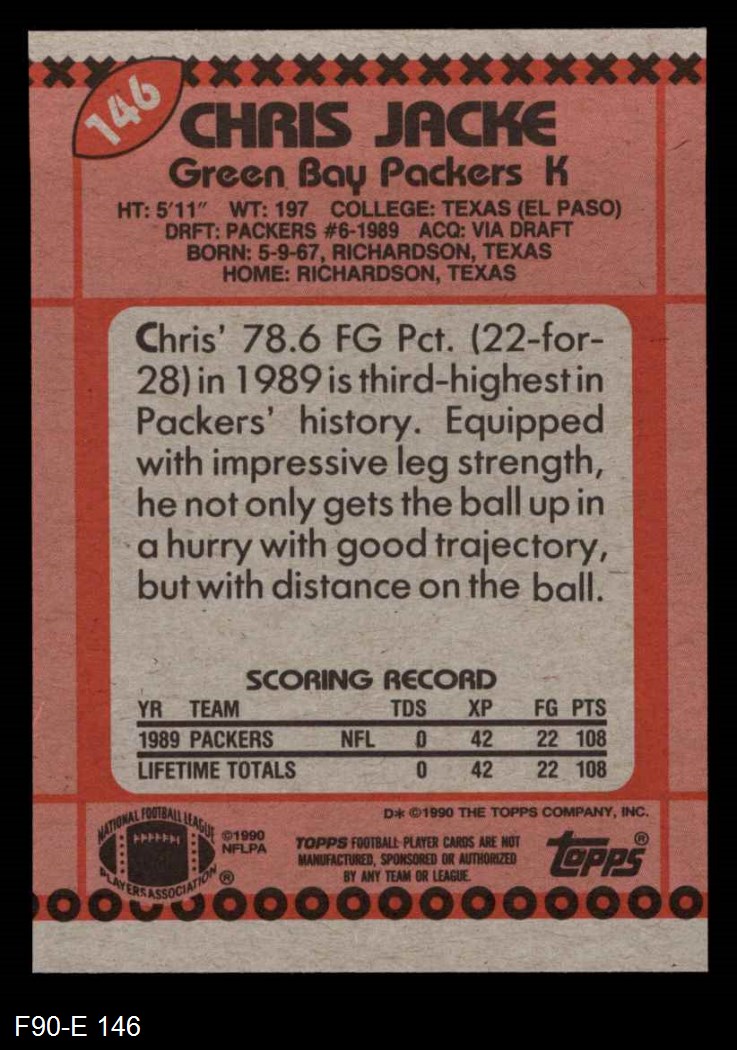 146
CHRIS JACKE
Green Bay Packers K
HT: 5'11" WT: 197 COLLEGE: TEXAS (EL PASO)
DRFT: PACKERS #6-1989 ACQ: VIA DRAFT
BORN: 5-9-67, RICHARDSON, TEXAS
HOME: RICHARDSON, TEXAS
Chris' 78.6 FG Pct. (22-for-
28) in 1989 is third-highest in
Packers' history. Equipped
with impressive leg strength,
he not only gets the ball up in
a hurry with good trajectory,
but with distance on the ball.
SCORING RECORD
YR TEAM TDS XP FG PTS
1989 PACKERS NFL 0 42 22 108
LIFETIME TOTALS 0 42 22 108
D* ©1990 THE TOPPS COMPANY, INC.
NATIONAL FOOTBALL LEAGUE
PLAYERS ASSOCIATION ®
©1990
NFLPA
TOPPS FOOTBALL PLAYER CARDS ARE NOT
MANUFACTURED, SPONSORED OR AUTHORIZED
BY ANY TEAM OR LEAGUE.
topps®
F90-E 146